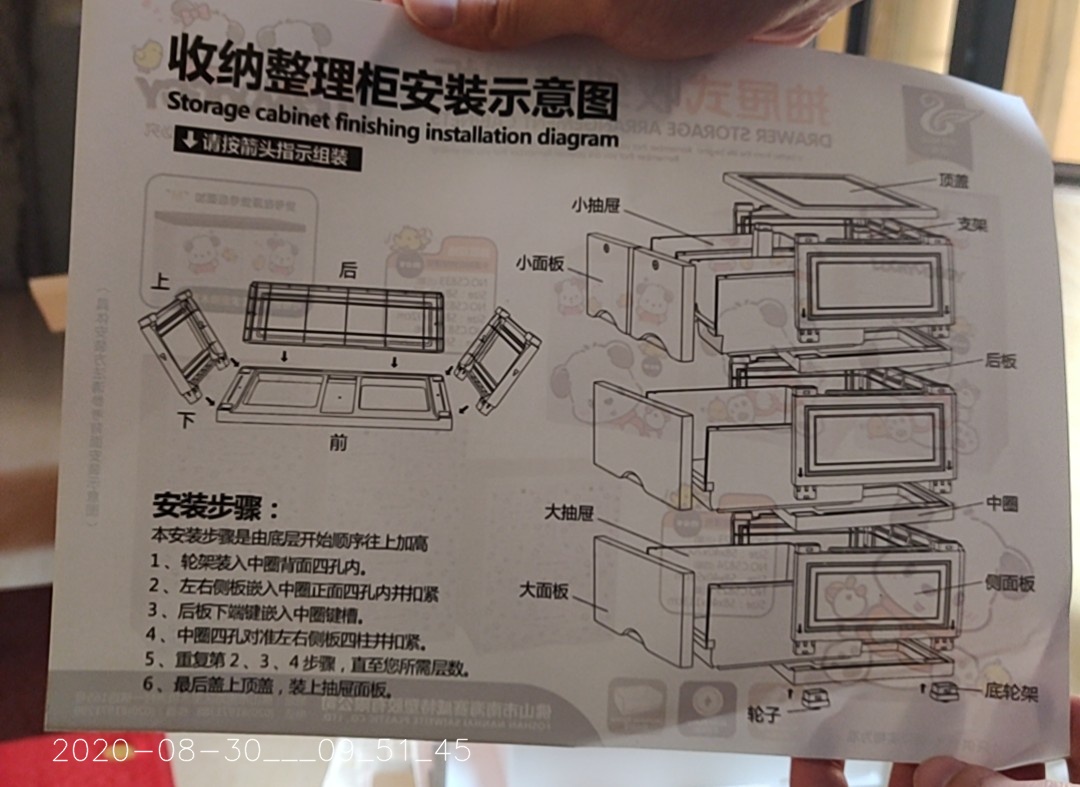 收纳整理柜安装示意图
Storage cabinet finishing installation diagram
请按箭头指示组装
顶盖
小抽屉
支架
小面板
后
上
后板
下
前
中圈
大抽屉
大面板
侧面板
底轮架
轮子
安装步骤：
本安装步骤是由底层开始顺序往上加高
1、轮架装入中圈背面四孔内。
2、左右侧板嵌入中圈正面四孔内并扣紧
3、后板下端键嵌入中圈键槽。
4、中圈四孔对准左右侧板四柱并扣紧。
5、重复第2、3、4步骤，直至您所需层数。
6、最后盖上顶盖，装上抽屉面板。
2020-08-30___09_51_45